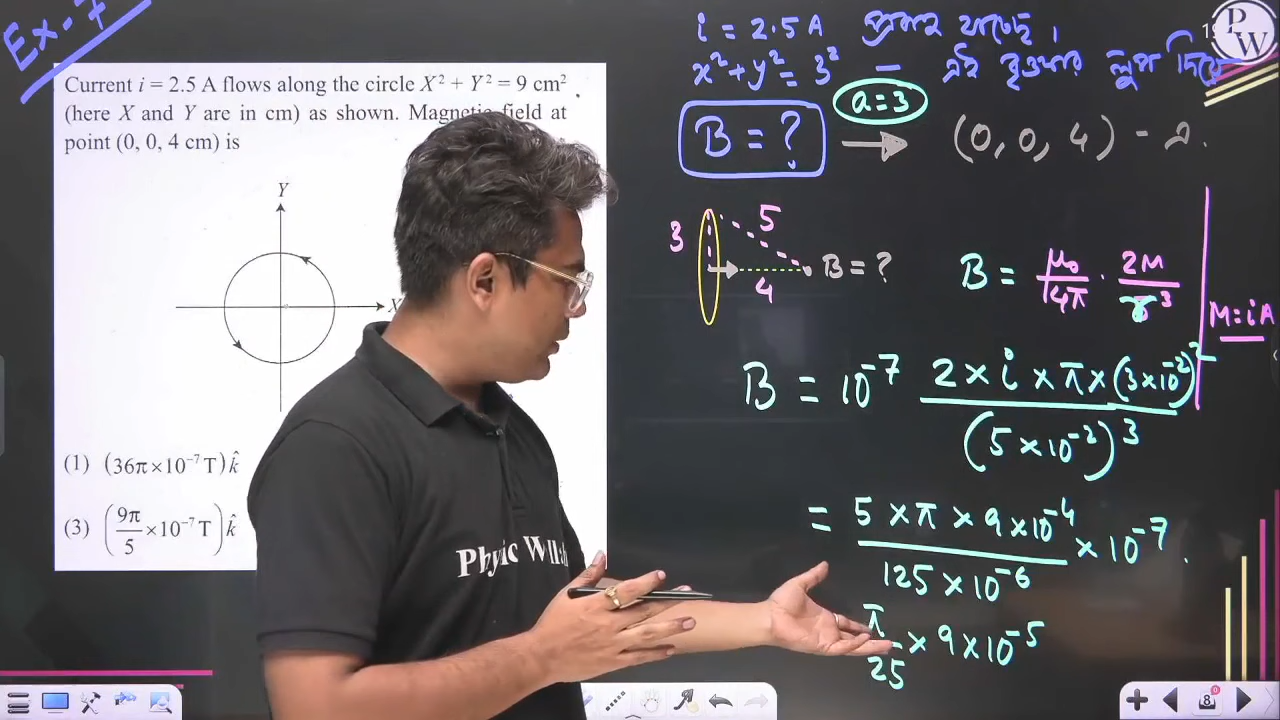 Ex-7
Current i = 2.5 A flows along the circle X² + Y² = 9 cm²
(here X and Y are in cm) as shown. Magnetic field at
point (0, 0, 4 cm) is
Y
X
(1) (36π×10⁻⁷ T) k̂
(3) (9π/5 ×10⁻⁷ T) k̂
i = 2.5 A প্রবাহ যাচ্ছে।
x²+y² = 3² – এই বৃত্তাকার লুপ দিয়ে
a = 3
B = ? → (0, 0, 4) -
3
5
4
B = ?
B = μ₀/4π · 2M/r³
M = iA
B = 10⁻⁷ 2×i×π×(3×10⁻²)² / (5×10⁻²)³
= 5×π×9×10⁻⁴ / 125×10⁻⁶ ×10⁻⁷.
π/25 × 9×10⁻⁵
PW
8